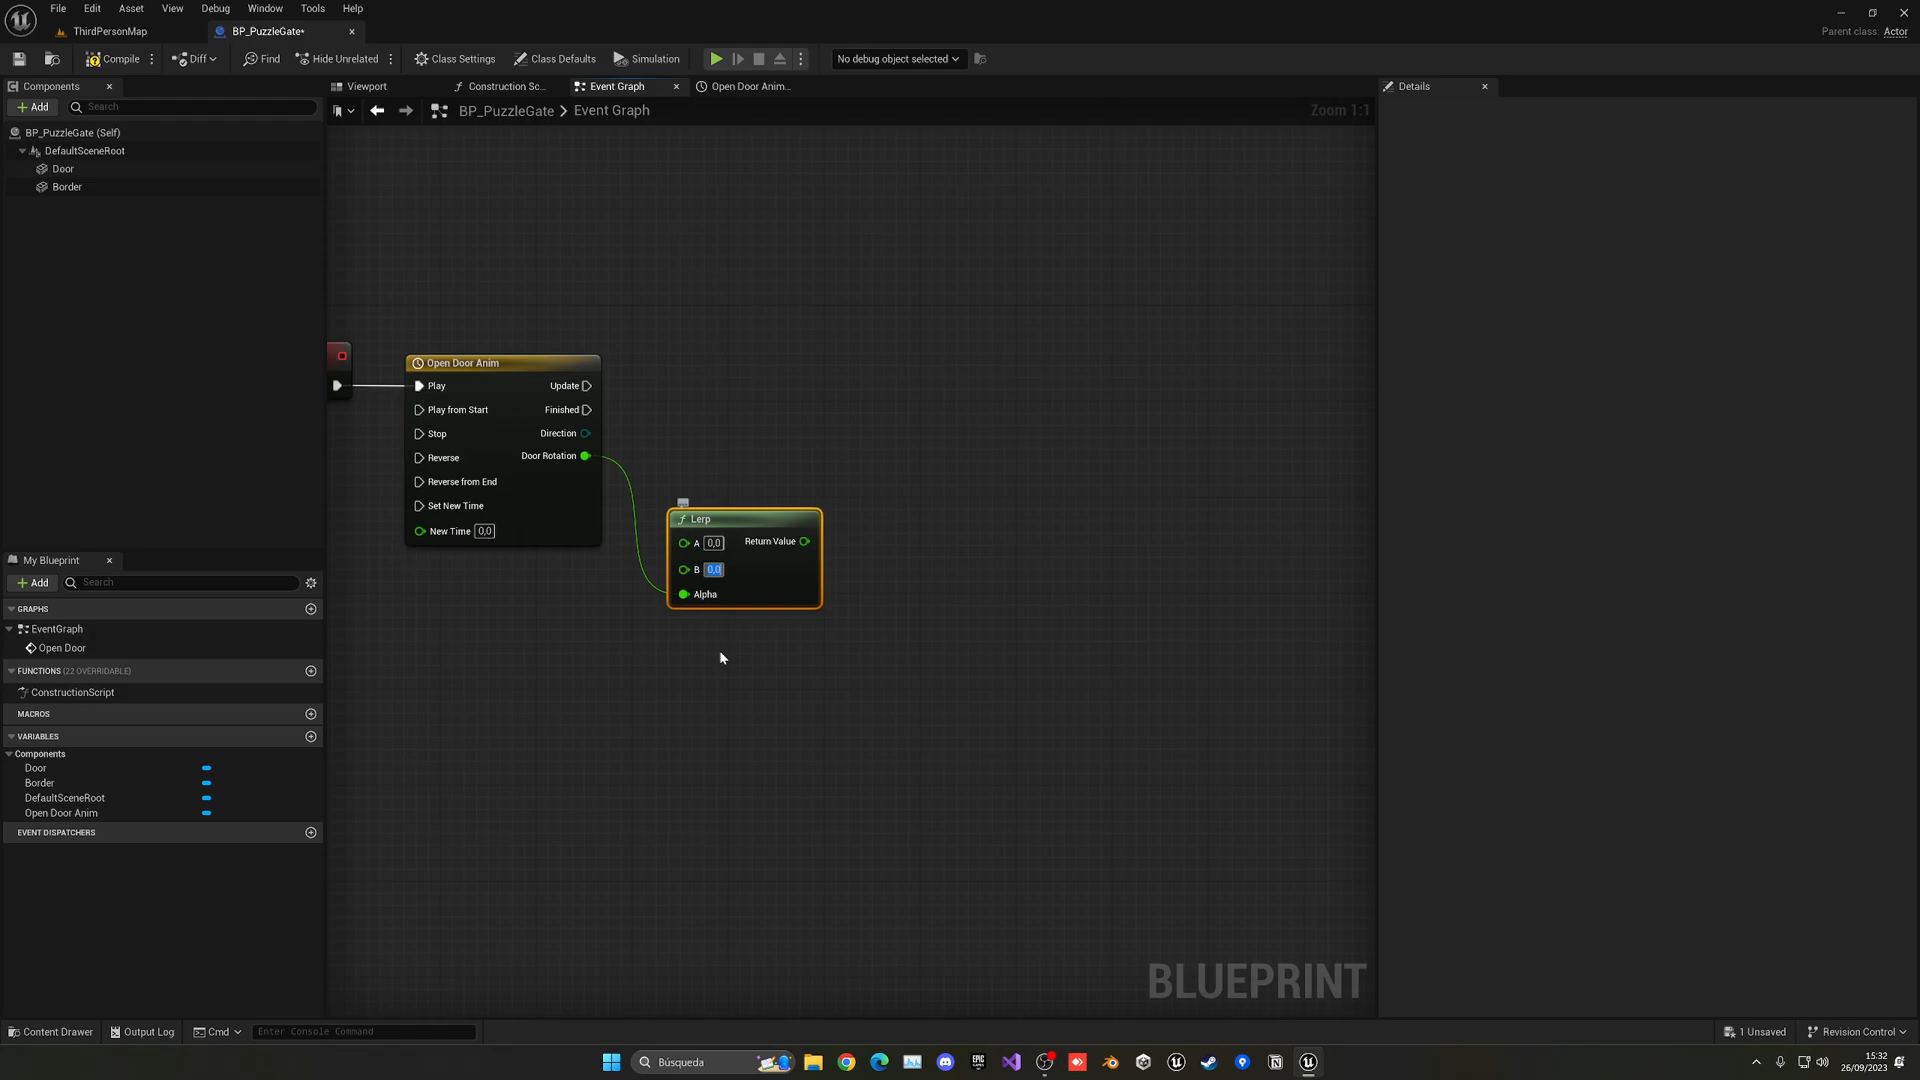 File Edit Asset View Debug Window Tools Help
ThirdPersonMap BP_PuzzleGate* Parent class: Actor
Compile Diff Find Hide Unrelated Class Settings Class Defaults Simulation No debug object selected
Components Viewport Construction Sc... Event Graph Open Door Anim... Details
Add Search BP_PuzzleGate > Event Graph Zoom 1:1
BP_PuzzleGate (Self)
DefaultSceneRoot
Door
Border
Open Door Anim
Play Update
Play from Start Finished
Stop Direction
Reverse Door Rotation
Reverse from End
Set New Time
New Time 0,0
Lerp
A 0,0 Return Value
B 0,0
Alpha
My Blueprint
Add Search
GRAPHS
EventGraph
Open Door
FUNCTIONS (22 OVERRIDABLE)
ConstructionScript
MACROS
VARIABLES
Components
Door
Border
DefaultSceneRoot
Open Door Anim
EVENT DISPATCHERS
BLUEPRINT
Content Drawer Output Log Cmd Enter Console Command 1 Unsaved Revision Control
Búsqueda
15:32
26/09/2023